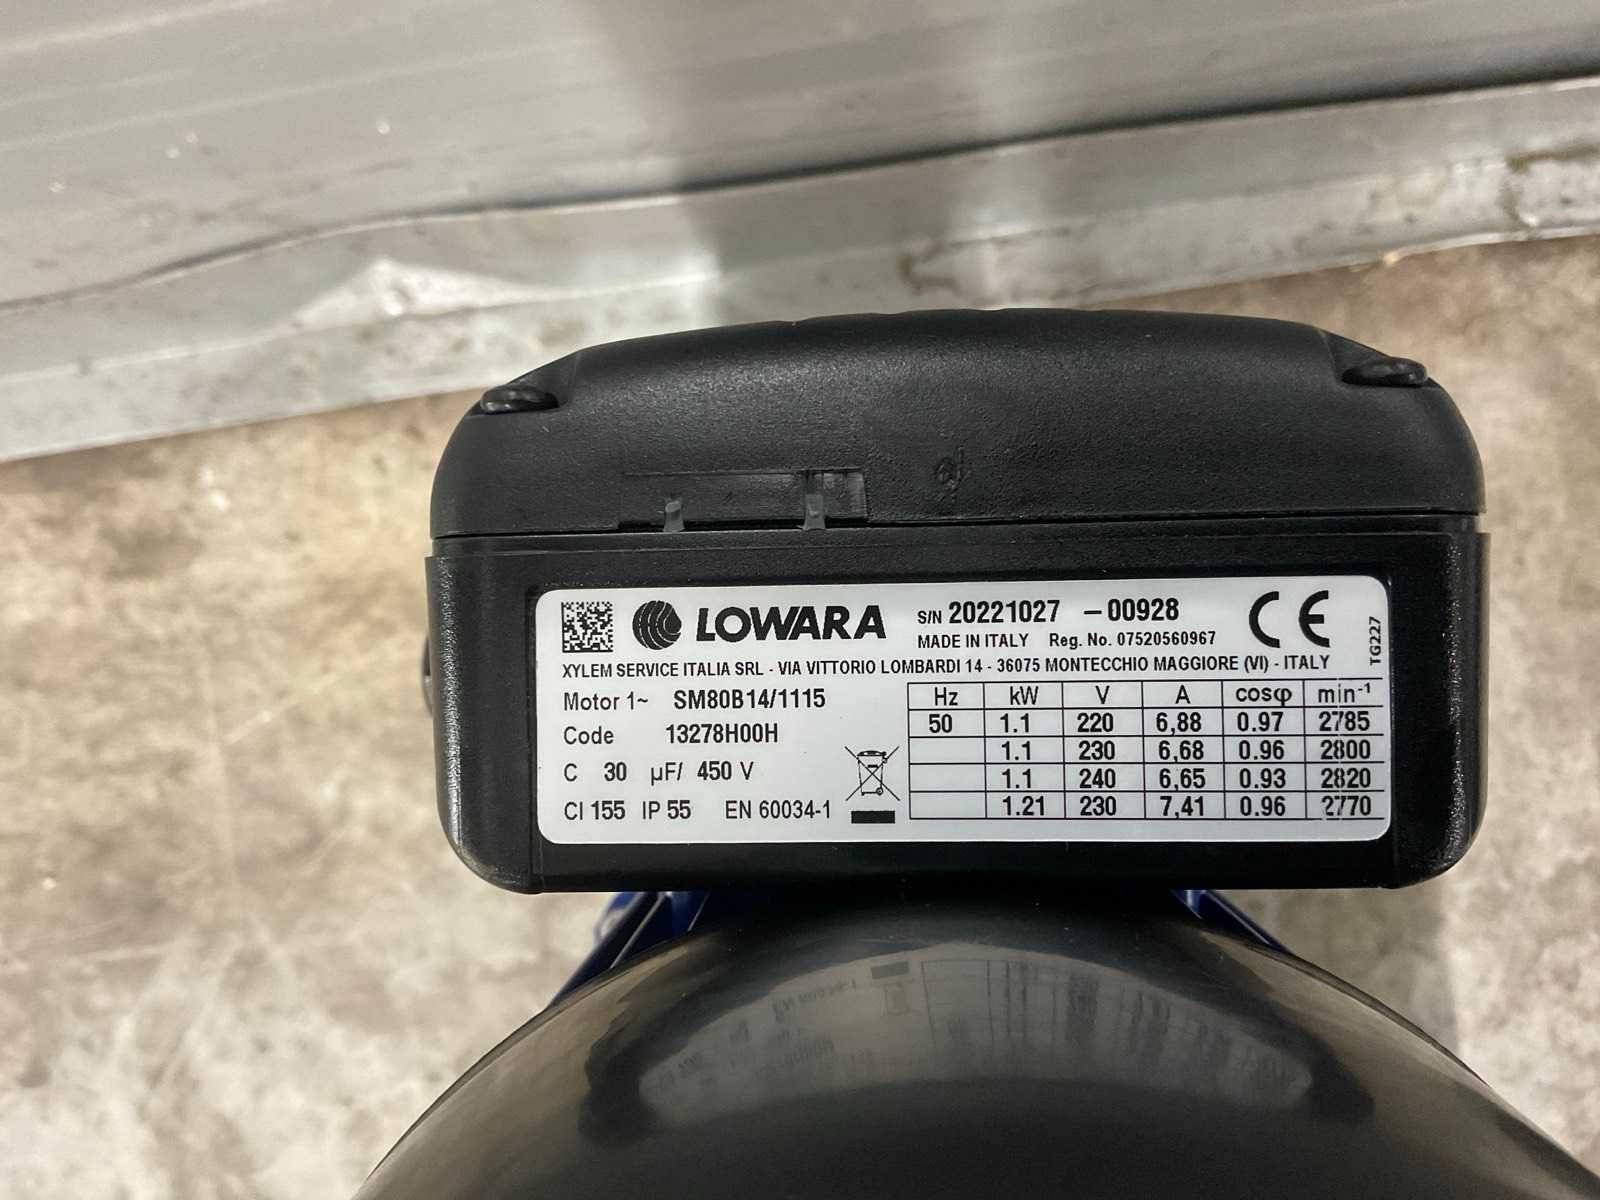 LOWARA S/N 20221027 –00928 CE
MADE IN ITALY Reg. No. 07520560967
TG227
XYLEM SERVICE ITALIA SRL - VIA VITTORIO LOMBARDI 14 - 36075 MONTECCHIO MAGGIORE (VI) - ITALY
Motor 1~ SM80B14/1115
Code 13278H00H
C 30 µF/ 450 V
Cl 155 IP 55 EN 60034-1
Hz kW V A cosφ min-¹
50 1.1 220 6,88 0.97 2785
1.1 230 6,68 0.96 2800
1.1 240 6,65 0.93 2820
1.21 230 7,41 0.96 2770